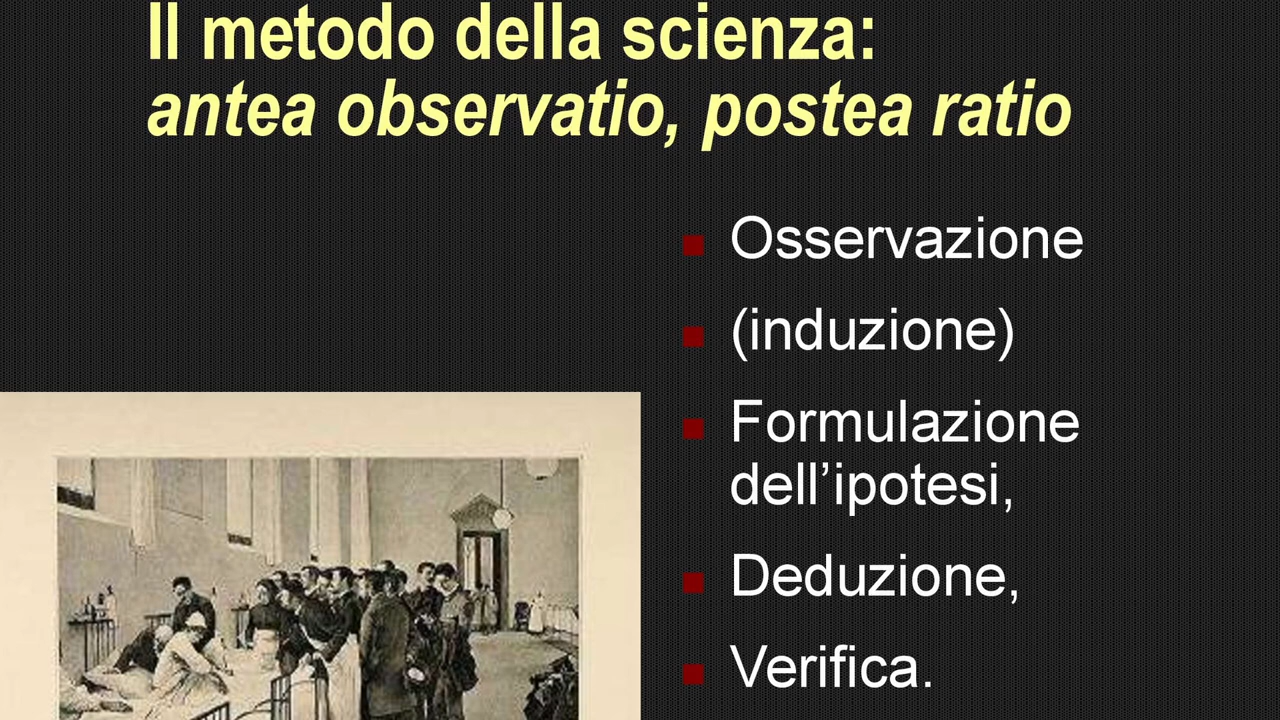 Il metodo della scienza:
antea observatio, postea ratio
Osservazione
(induzione)
Formulazione
dell’ipotesi,
Deduzione,
Verifica.